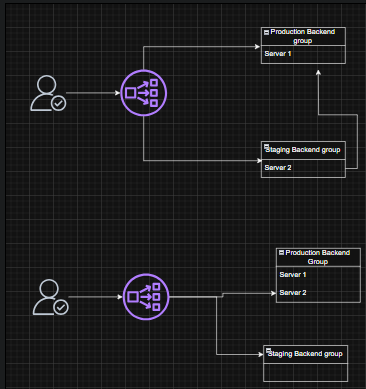 Production Backend
group
Server 1
Staging Backend group
Server 2
Production Backend
Group
Server 1
Server 2
Staging Backend group